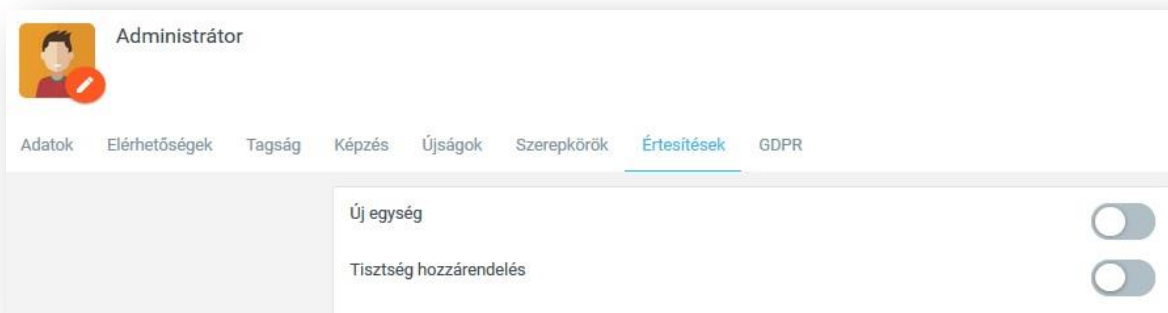 Administrátor
Adatok Elérhetőségek Tagság Képzés Újságok Szerepkörök Értesítések GDPR
Új egység
Tisztség hozzárendelés